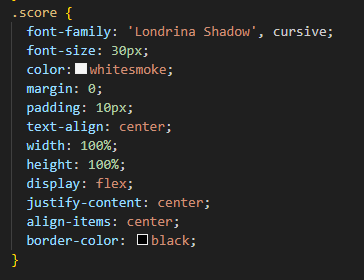 .score {
font-family: 'Londrina Shadow', cursive;
font-size: 30px;
color: whitesmoke;
margin: 0;
padding: 10px;
text-align: center;
width: 100%;
height: 100%;
display: flex;
justify-content: center;
align-items: center;
border-color: black;
}